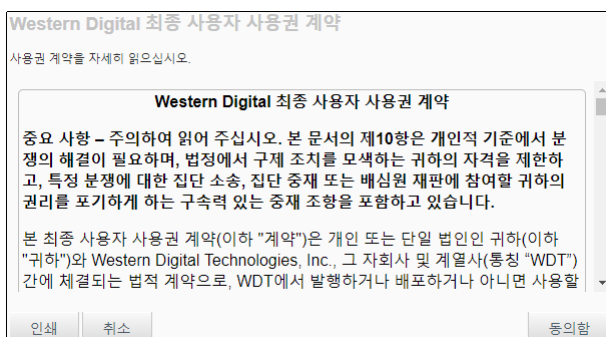 Western Digital 최종 사용자 사용권 계약
사용권 계약을 자세히 읽으십시오.
Western Digital 최종 사용자 사용권 계약
중요 사항 – 주의하여 읽어 주십시오. 본 문서의 제10항은 개인적 기준에서 분
쟁의 해결이 필요하며, 법정에서 구제 조치를 모색하는 귀하의 자격을 제한하
고, 특정 분쟁에 대한 집단 소송, 집단 중재 또는 배심원 재판에 참여할 귀하의
권리를 포기하게 하는 구속력 있는 중재 조항을 포함하고 있습니다.
본 최종 사용자 사용권 계약(이하 "계약")은 개인 또는 단일 법인인 귀하(이하
"귀하")와 Western Digital Technologies, Inc., 그 자회사 및 계열사(통칭 “WDT”)
간에 체결되는 법적 계약으로, WDT에서 발행하거나 배포하거나 아니면 사용할
인쇄 취소 동의함